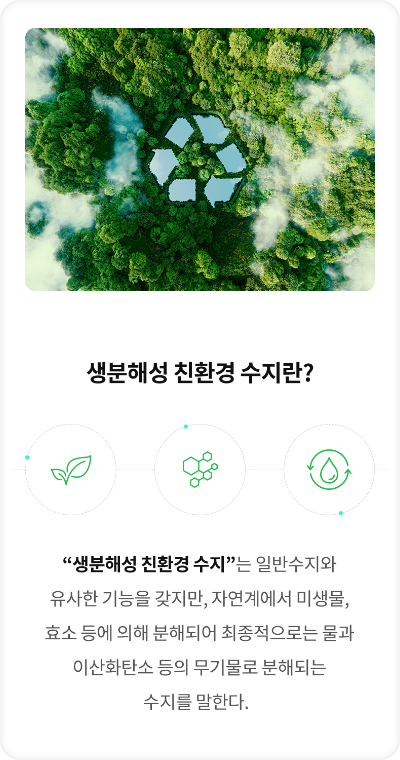 생분해성 친환경 수지란?
“생분해성 친환경 수지”는 일반수지와
유사한 기능을 갖지만, 자연계에서 미생물,
효소 등에 의해 분해되어 최종적으로는 물과
이산화탄소 등의 무기물로 분해되는
수지를 말한다.